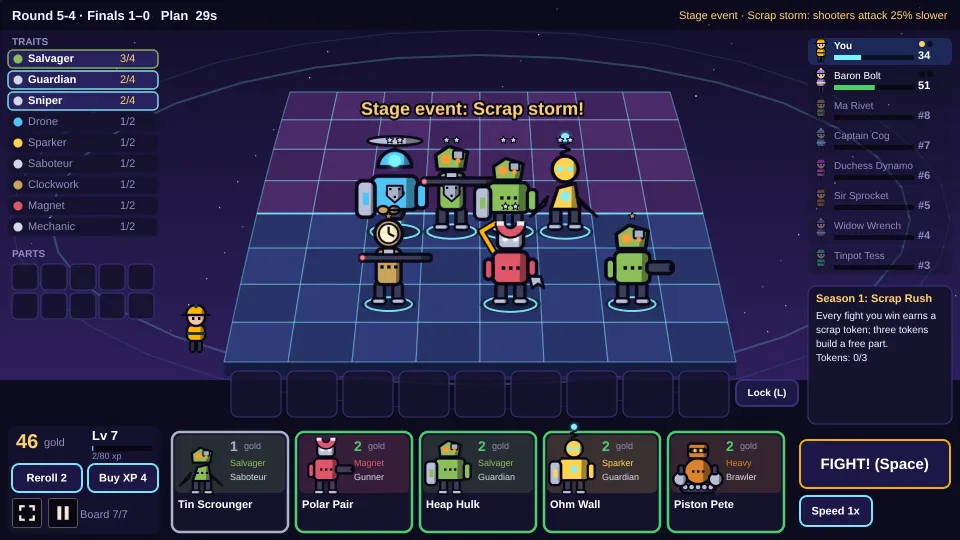 Round 5-4 · Finals 1–0 Plan 29s
Stage event · Scrap storm: shooters attack 25% slower
TRAITS
Salvager 3/4
Guardian 2/4
Sniper 2/4
Drone 1/2
Sparker 1/2
Saboteur 1/2
Clockwork 1/2
Magnet 1/2
Mechanic 1/2
PARTS
Stage event: Scrap storm!
You
34
Baron Bolt
51
Ma Rivet #8
Captain Cog #7
Duchess Dynamo #6
Sir Sprocket #5
Widow Wrench #4
Tinpot Tess #3
Season 1: Scrap Rush
Every fight you win earns a
scrap token; three tokens
build a free part.
Tokens: 0/3
Lock (L)
46 gold
Lv 7
2/80 xp
Reroll 2
Buy XP 4
Board 7/7
1 gold
Salvager
Saboteur
Tin Scrounger
2 gold
Magnet
Gunner
Polar Pair
2 gold
Salvager
Guardian
Heap Hulk
2 gold
Sparker
Guardian
Ohm Wall
2 gold
Heavy
Brawler
Piston Pete
FIGHT! (Space)
Speed 1x